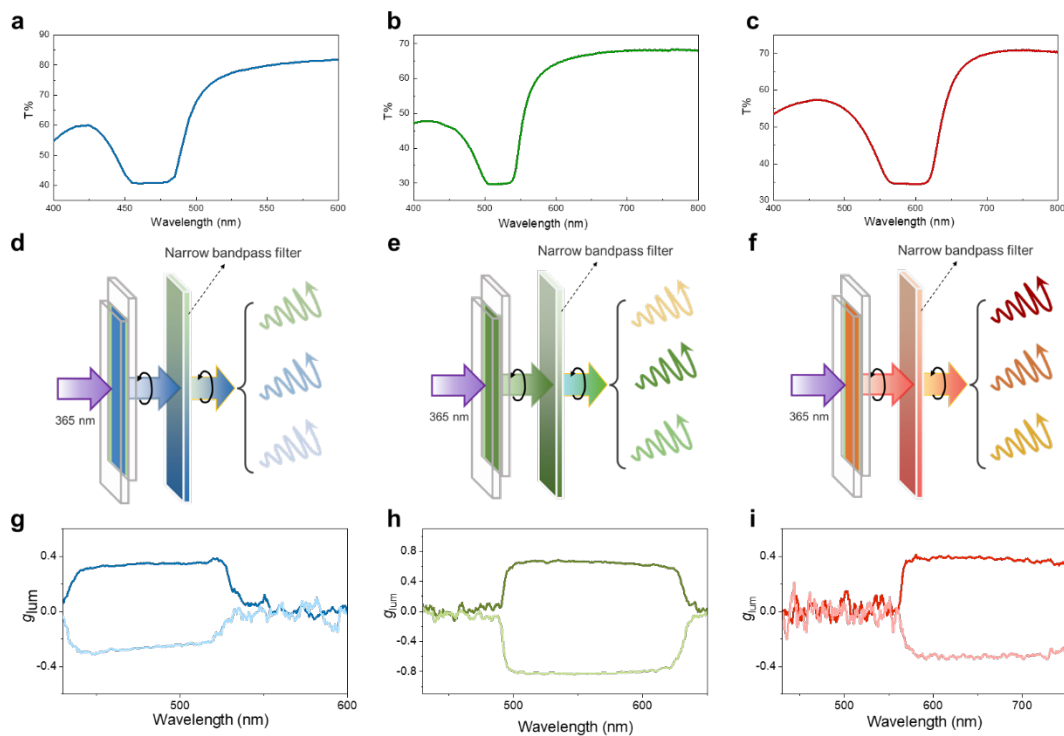 a
90
80
70
60
50
40
T%
400
450
500
550
600
Wavelength (nm)
b
70
60
50
40
30
T%
400
500
600
700
800
Wavelength (nm)
c
70
60
50
40
30
T%
400
500
600
700
800
Wavelength (nm)
d
Narrow bandpass filter
365 nm
e
Narrow bandpass filter
365 nm
f
Narrow bandpass filter
365 nm
g
0.4
0.0
-0.4
glum
500
600
Wavelength (nm)
h
0.8
0.4
0.0
-0.4
-0.8
glum
500
600
Wavelength (nm)
i
0.4
0.0
-0.4
glum
500
600
700
Wavelength (nm)